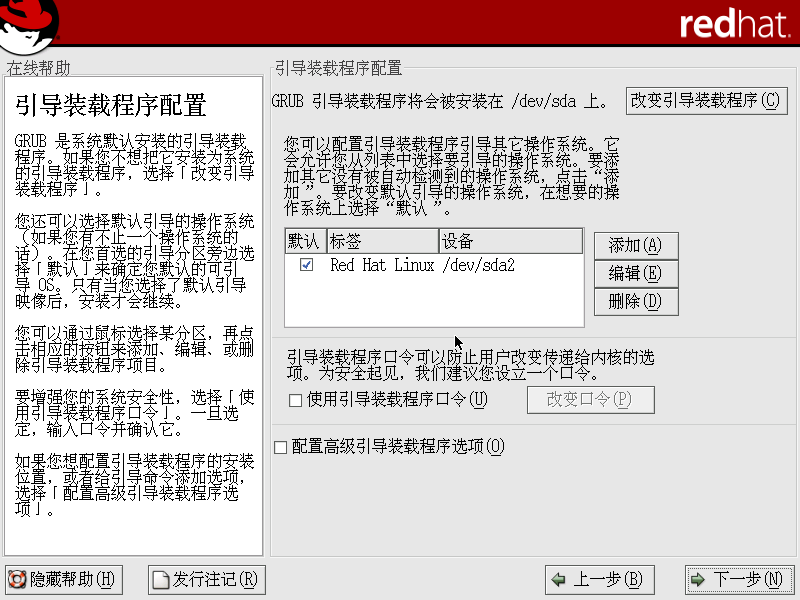 redhat.
在线帮助
引导装载程序配置
GRUB 是系统默认安装的引导装载
程序。如果您不想把它安装为系统
的引导装载程序，选择「改变引导
装载程序」。
您还可以选择默认引导的操作系统
（如果您有不止一个操作系统的
话）。在您首选的引导分区旁边选
择「默认」来确定您默认的可引
导 OS。只有当您选择了默认引导
映像后，安装才会继续。
您可以通过鼠标选择某分区，再点
击相应的按钮来添加、编辑、或删
除引导装载程序项目。
要增强您的系统安全性，选择「使
用引导装载程序口令」。一旦选
定，输入口令并确认它。
如果您想配置引导装载程序的安装
位置，或者给引导命令添加选项，
选择「配置高级引导装载程序选
项」。
引导装载程序配置
GRUB 引导装载程序将会被安装在 /dev/sda 上。
改变引导装载程序(C)
您可以配置引导装载程序引导其它操作系统。它
会允许您从列表中选择要引导的操作系统。要添
加其它没有被自动检测到的操作系统，点击“添
加 ”。要改变默认引导的操作系统，在想要的操
作系统上选择“默认 ”。
默认 标签 设备
Red Hat Linux /dev/sda2
添加(A)
编辑(E)
删除(D)
引导装载程序口令可以防止用户改变传递给内核的选
项。为安全起见，我们建议您设立一个口令。
使用引导装载程序口令(U)
改变口令(P)
配置高级引导装载程序选项(O)
隐藏帮助(H)
发行注记(R)
上一步(B)
下一步(N)